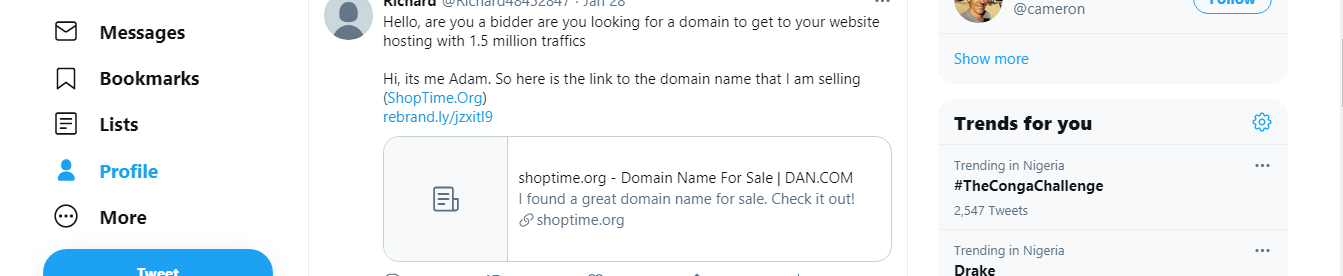 Messages
Bookmarks
Lists
Profile
More
Tweet
Richard @Richard48452847 · Jan 28
Hello, are you a bidder are you looking for a domain to get to your website
hosting with 1.5 million traffics
Hi, its me Adam. So here is the link to the domain name that I am selling
(ShopTime.Org)
rebrand.ly/jzxitl9
shoptime.org - Domain Name For Sale | DAN.COM
I found a great domain name for sale. Check it out!
shoptime.org
@cameron
Follow
Show more
Trends for you
Trending in Nigeria
#TheCongaChallenge
2,547 Tweets
Trending in Nigeria
Drake